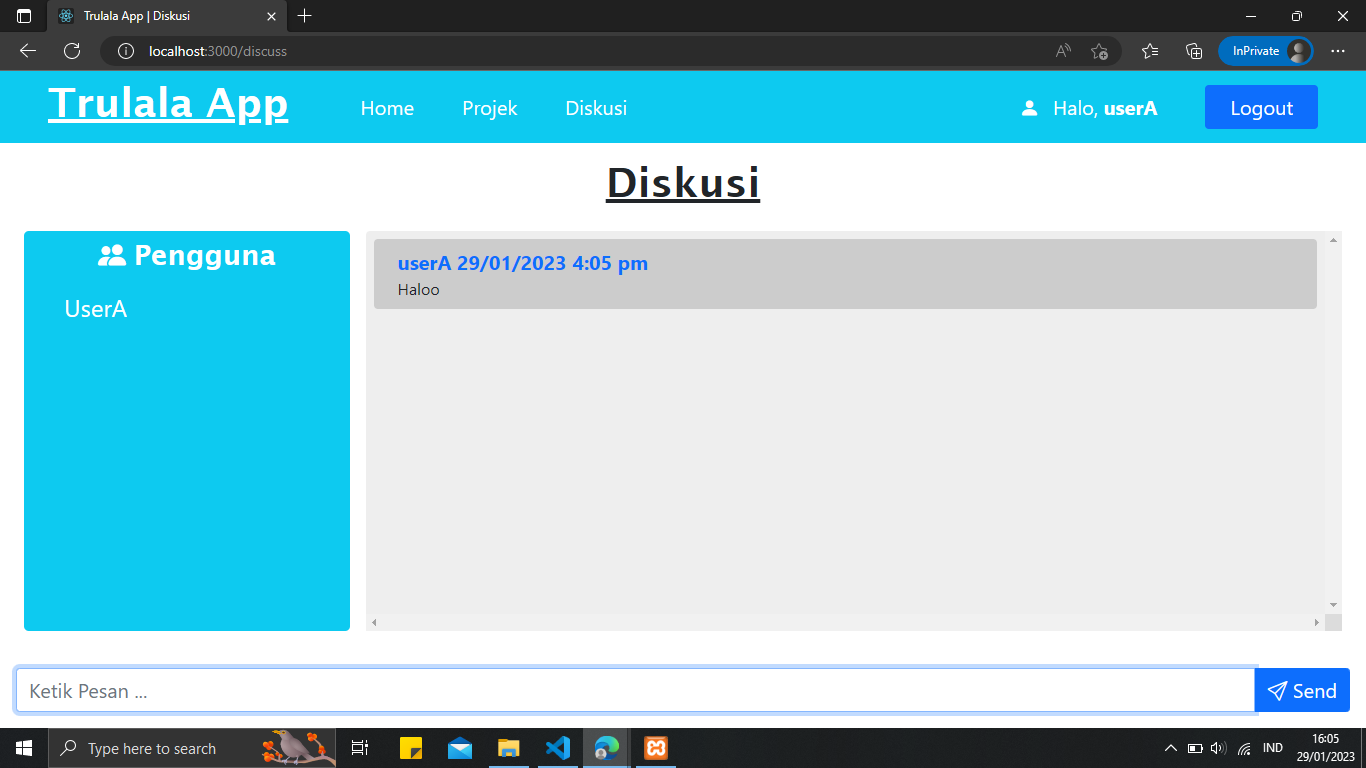 Trulala App | Diskusi
localhost:3000/discuss
InPrivate
Trulala App
Home
Projek
Diskusi
Halo, userA
Logout
Diskusi
Pengguna
UserA
userA 29/01/2023 4:05 pm
Haloo
Ketik Pesan ...
Send
Type here to search
IND
16:05
29/01/2023